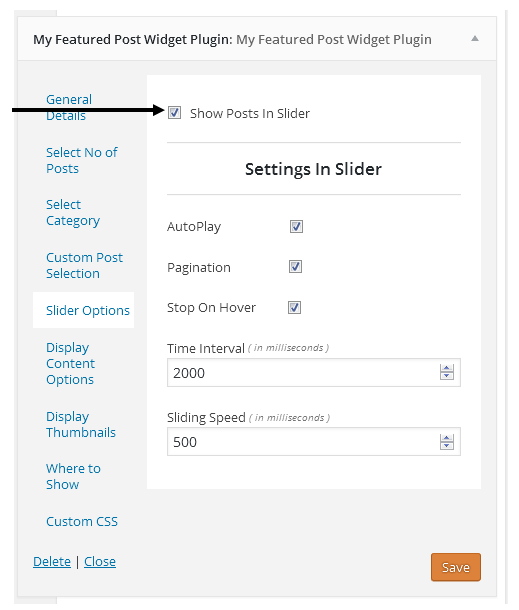 My Featured Post Widget Plugin: My Featured Post Widget Plugin
General
Details
Select No of
Posts
Select
Category
Custom Post
Selection
Slider Options
Display
Content
Options
Display
Thumbnails
Where to
Show
Custom CSS
Show Posts In Slider
Settings In Slider
AutoPlay
Pagination
Stop On Hover
Time Interval ( in milliseconds )
2000
Sliding Speed ( in milliseconds )
500
Delete | Close
Save